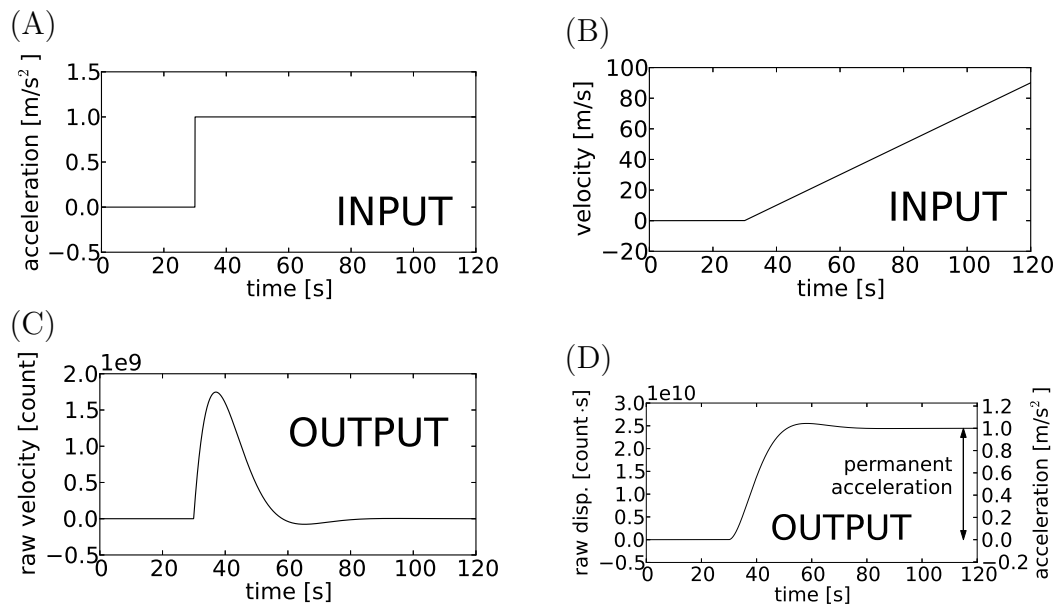 (A)
acceleration [m/s² ]
1.5
1.0
0.5
0.0
−0.5
0 20 40 60 80 100 120
time [s]
INPUT
(B)
velocity [m/s]
100
80
60
40
20
0
−20
0 20 40 60 80 100 120
time [s]
INPUT
(C)
raw velocity [count]
1e9
2.0
1.5
1.0
0.5
0.0
−0.5
0 20 40 60 80 100 120
time [s]
OUTPUT
(D)
raw disp. [count·s]
1e10
3.0
2.5
2.0
1.5
1.0
0.5
0.0
−0.5
0 20 40 60 80 100 120
time [s]
permanent
acceleration
OUTPUT
1.2
1.0
0.8
0.6
0.4
0.2
0.0
−0.2
acceleration [m/s² ]